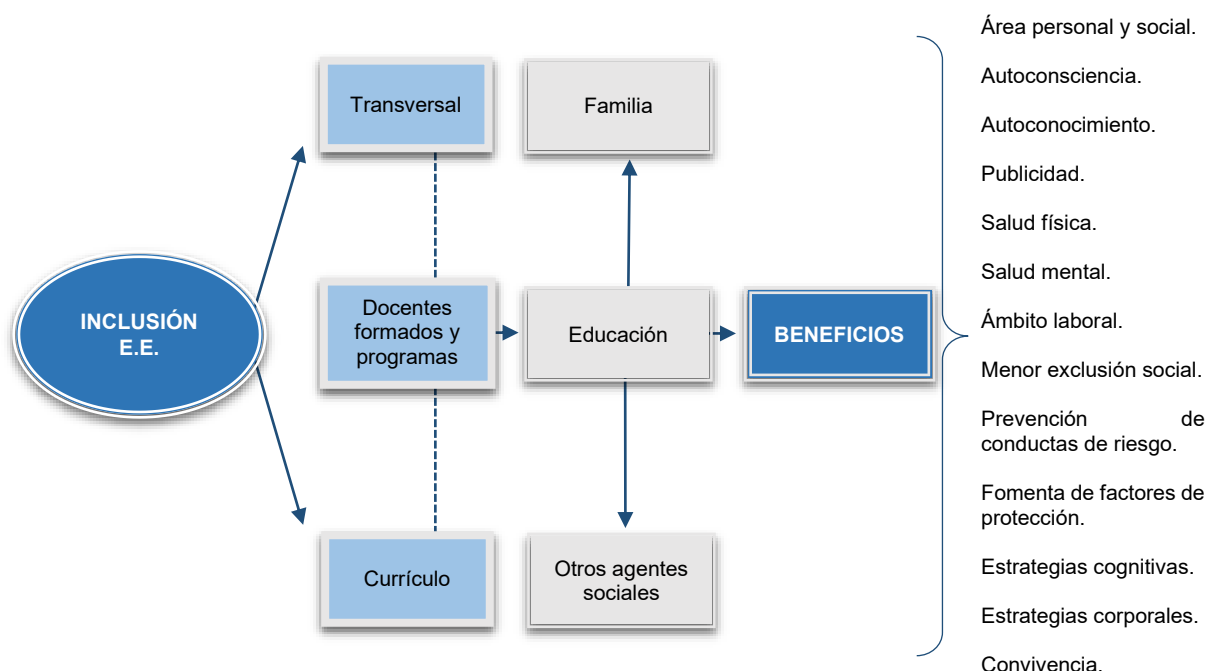 INCLUSIÓN
E.E.
Transversal
Docentes
formados y
programas
Currículo
Familia
Educación
Otros agentes
sociales
BENEFICIOS
Área personal y social.
Autoconsciencia.
Autoconocimiento.
Publicidad.
Salud física.
Salud mental.
Ámbito laboral.
Menor exclusión social.
Prevención de
conductas de riesgo.
Fomenta de factores de
protección.
Estrategias cognitivas.
Estrategias corporales.
Convivencia.